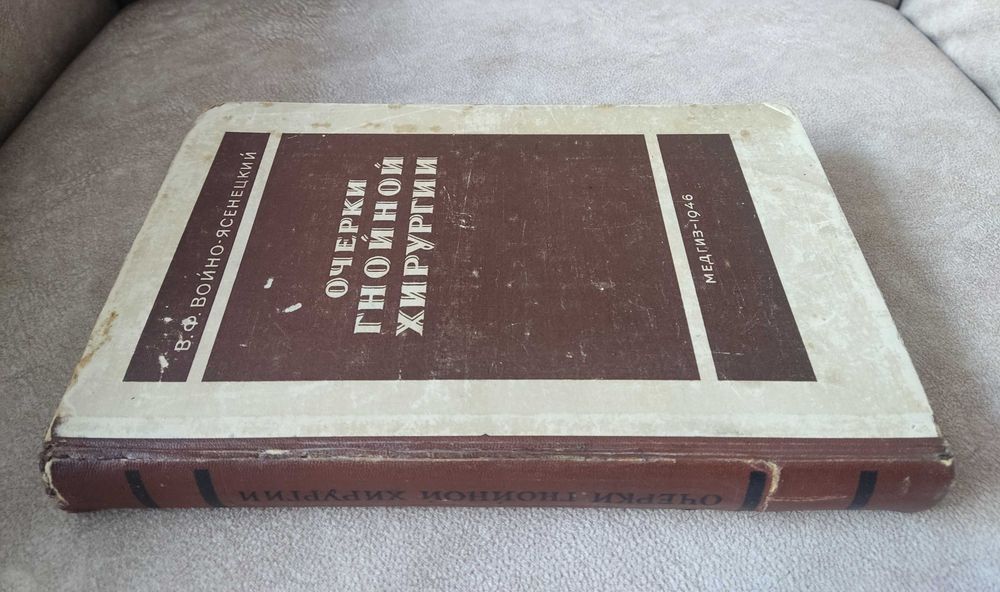 В. Ф. ВОЙНО-ЯСЕНЕЦКИЙ
ОЧЕРКИ
ГНОЙНОЙ
ХИРУРГИИ
МЕДГИЗ-1946
ОЧЕРКИ ГНОЙНОЙ ХИРУРГИИ